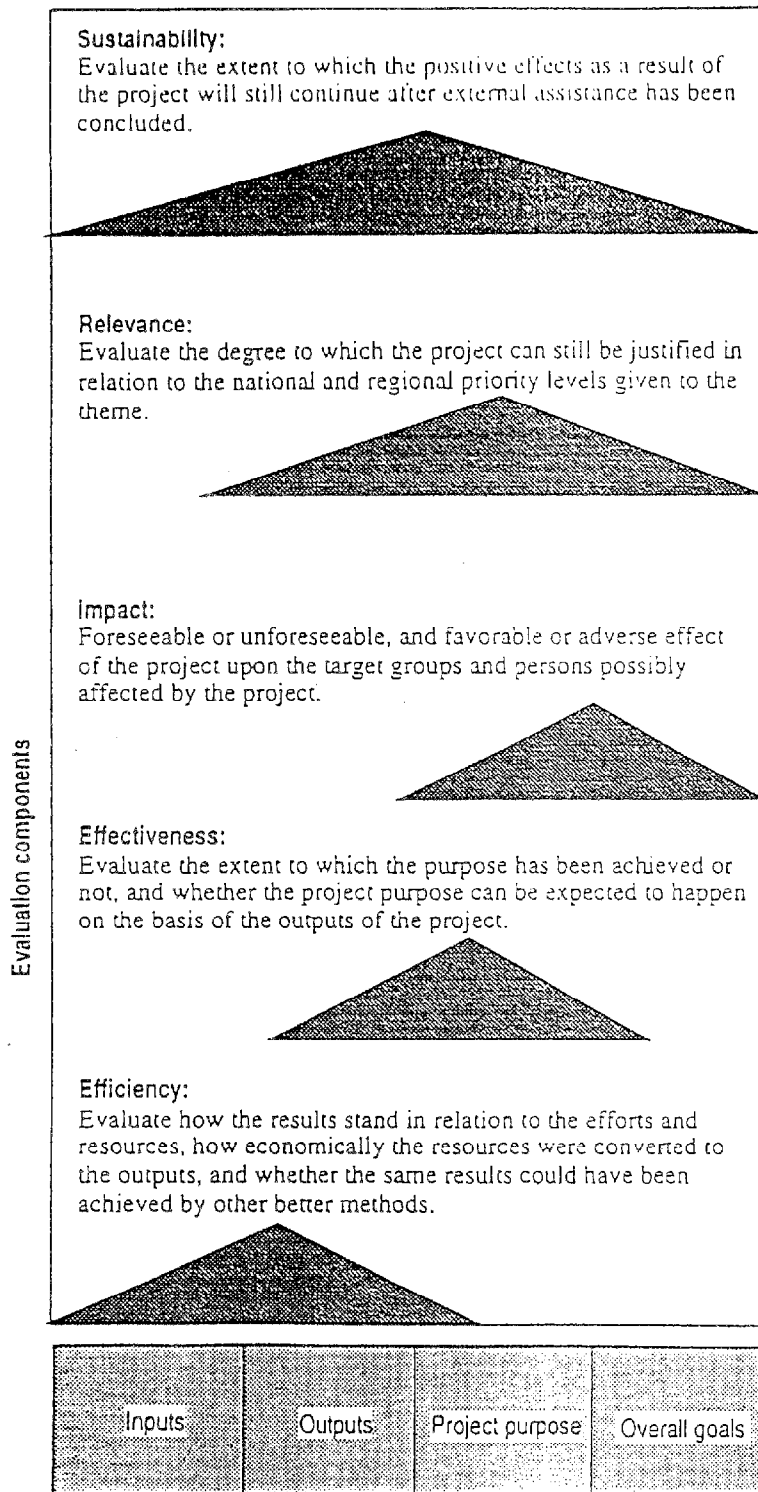 Sustainability:
Evaluate the extent to which the positive effects as a result of
the project will still continue after external assistance has been
concluded.
Relevance:
Evaluate the degree to which the project can still be justified in
relation to the national and regional priority levels given to the
theme.
Impact:
Foreseeable or unforeseeable, and favorable or adverse effect
of the project upon the target groups and persons possibly
affected by the project.
Effectiveness:
Evaluate the extent to which the purpose has been achieved or
not, and whether the project purpose can be expected to happen
on the basis of the outputs of the project.
Efficiency:
Evaluate how the results stand in relation to the efforts and
resources, how economically the resources were converted to
the outputs, and whether the same results could have been
achieved by other better methods.
Evaluation components
Inputs
Outputs
Project purpose
Overall goals